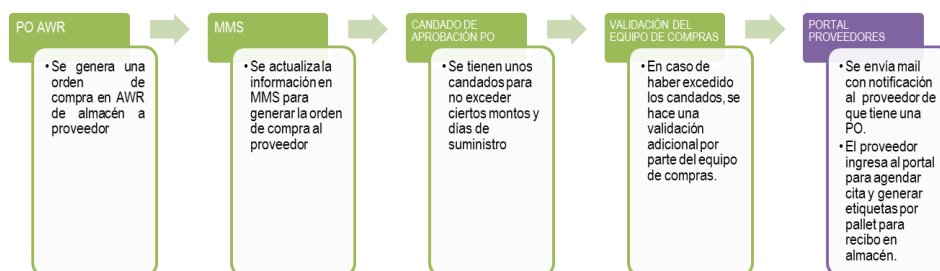 PO AWR
• Se genera una
orden de
compra en AWR
de almacén a
proveedor
MMS
• Se actualiza la
información en
MMS para
generar la orden
de compra al
proveedor
CANDADO DE
APROBACIÓN PO
• Se tienen unos
candados para
no exceder
ciertos montos y
días de
suministro
VALIDACIÓN DEL
EQUIPO DE COMPRAS
• En caso de
haber excedido
los candados, se
hace una
validación
adicional por
parte del equipo
de compras.
PORTAL
PROVEEDORES
• Se envía mail
con notificación
al proveedor de
que tiene una
PO.
• El proveedor
ingresa al portal
para agendar
cita y generar
etiquetas por
pallet para
recibo en
almacén.